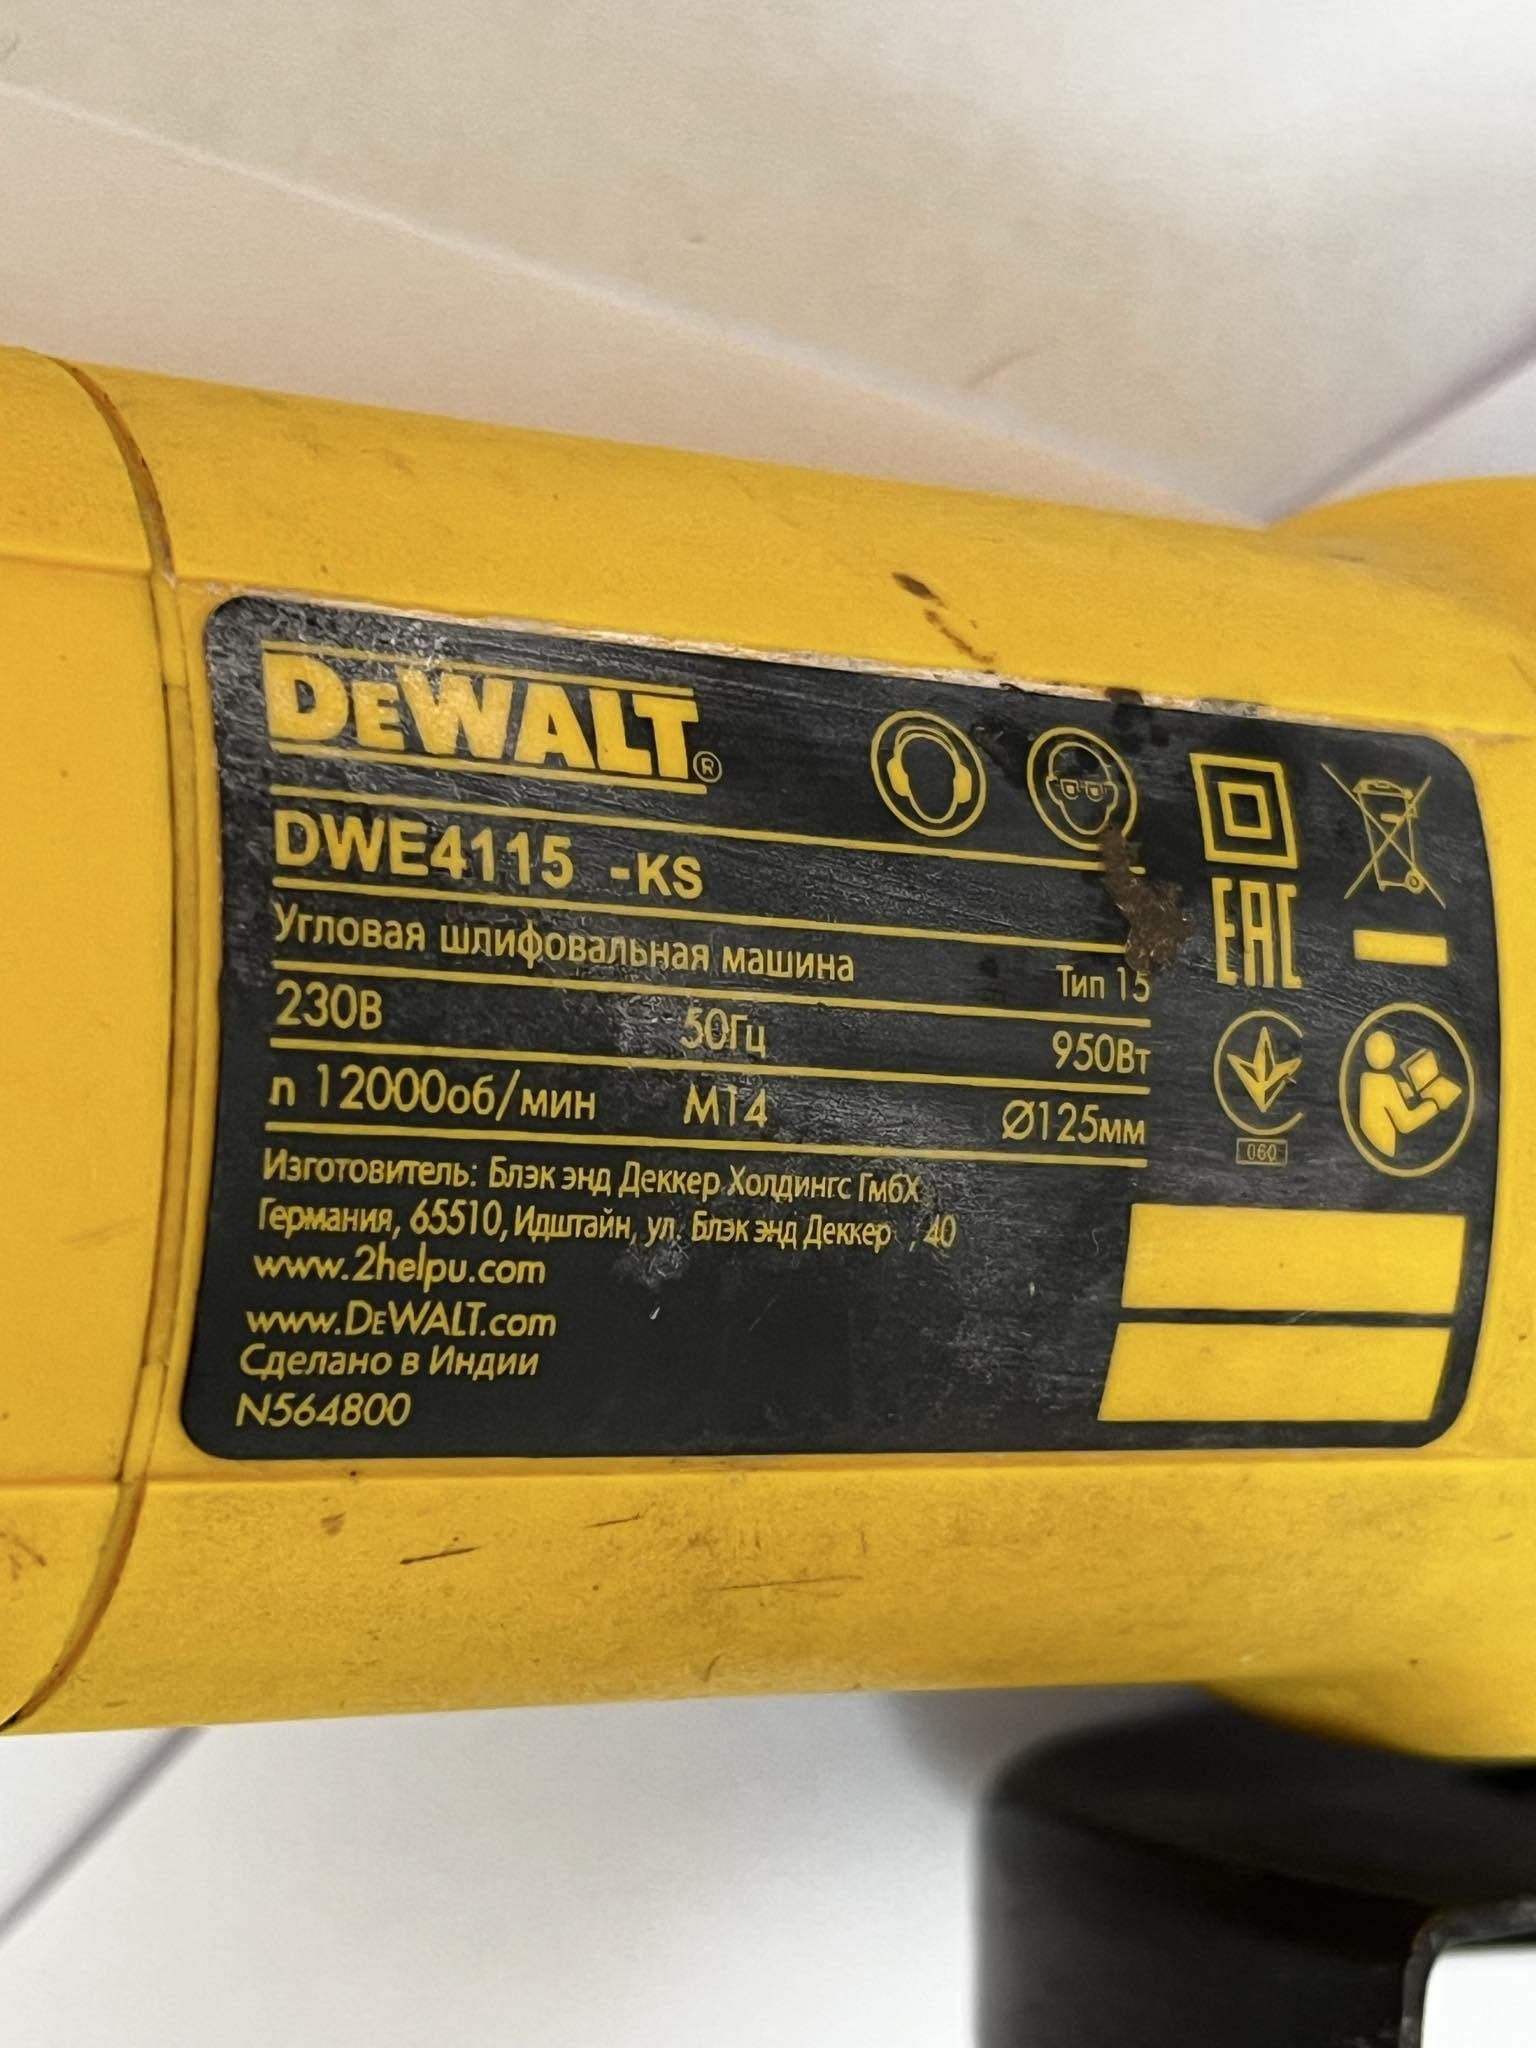 DEWALT®
DWE4115 -KS
Угловая шлифовальная машина Тип 15
230В 50Гц 950Вт
n 12000об/мин M14 Ø125мм
Изготовитель: Блэк энд Деккер Холдингс ГмбХ
Германия, 65510, Идштайн, ул. Блэк энд Деккер , 40
www.2helpu.com
www.DEWALT.com
Сделано в Индии
N564800
EAC
060